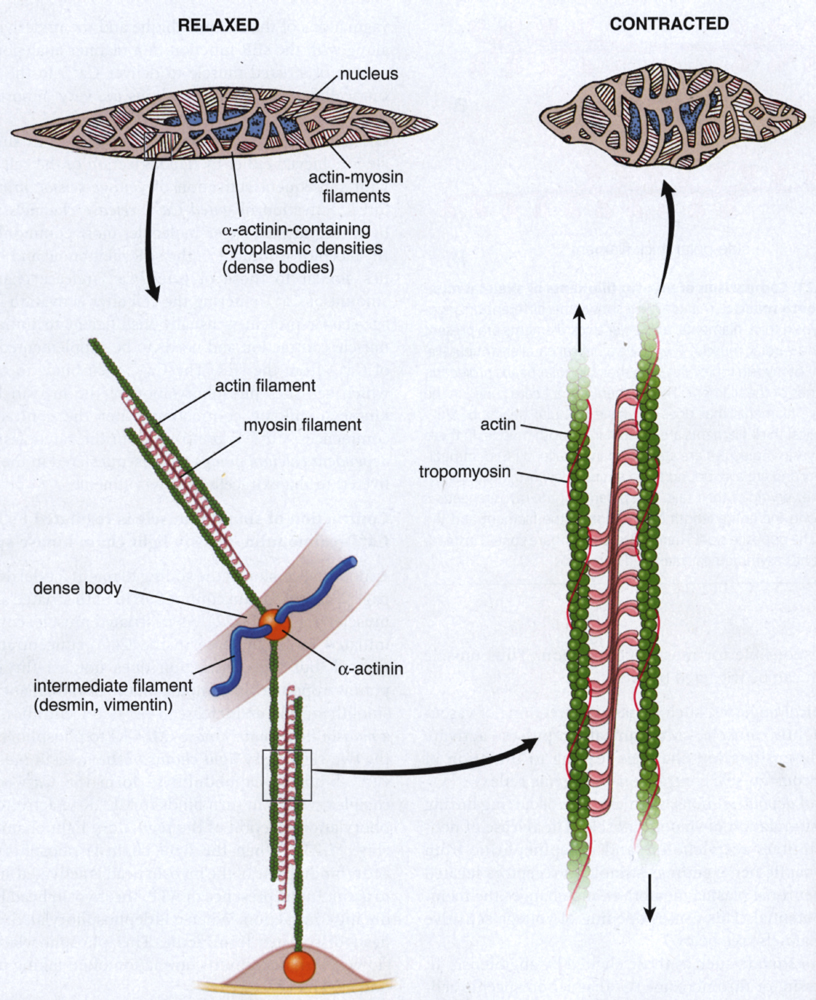 RELAXED
CONTRACTED
nucleus
actin-myosin
filaments
α-actinin-containing
cytoplasmic densities
(dense bodies)
actin filament
myosin filament
actin
tropomyosin
dense body
α-actinin
intermediate filament
(desmin, vimentin)